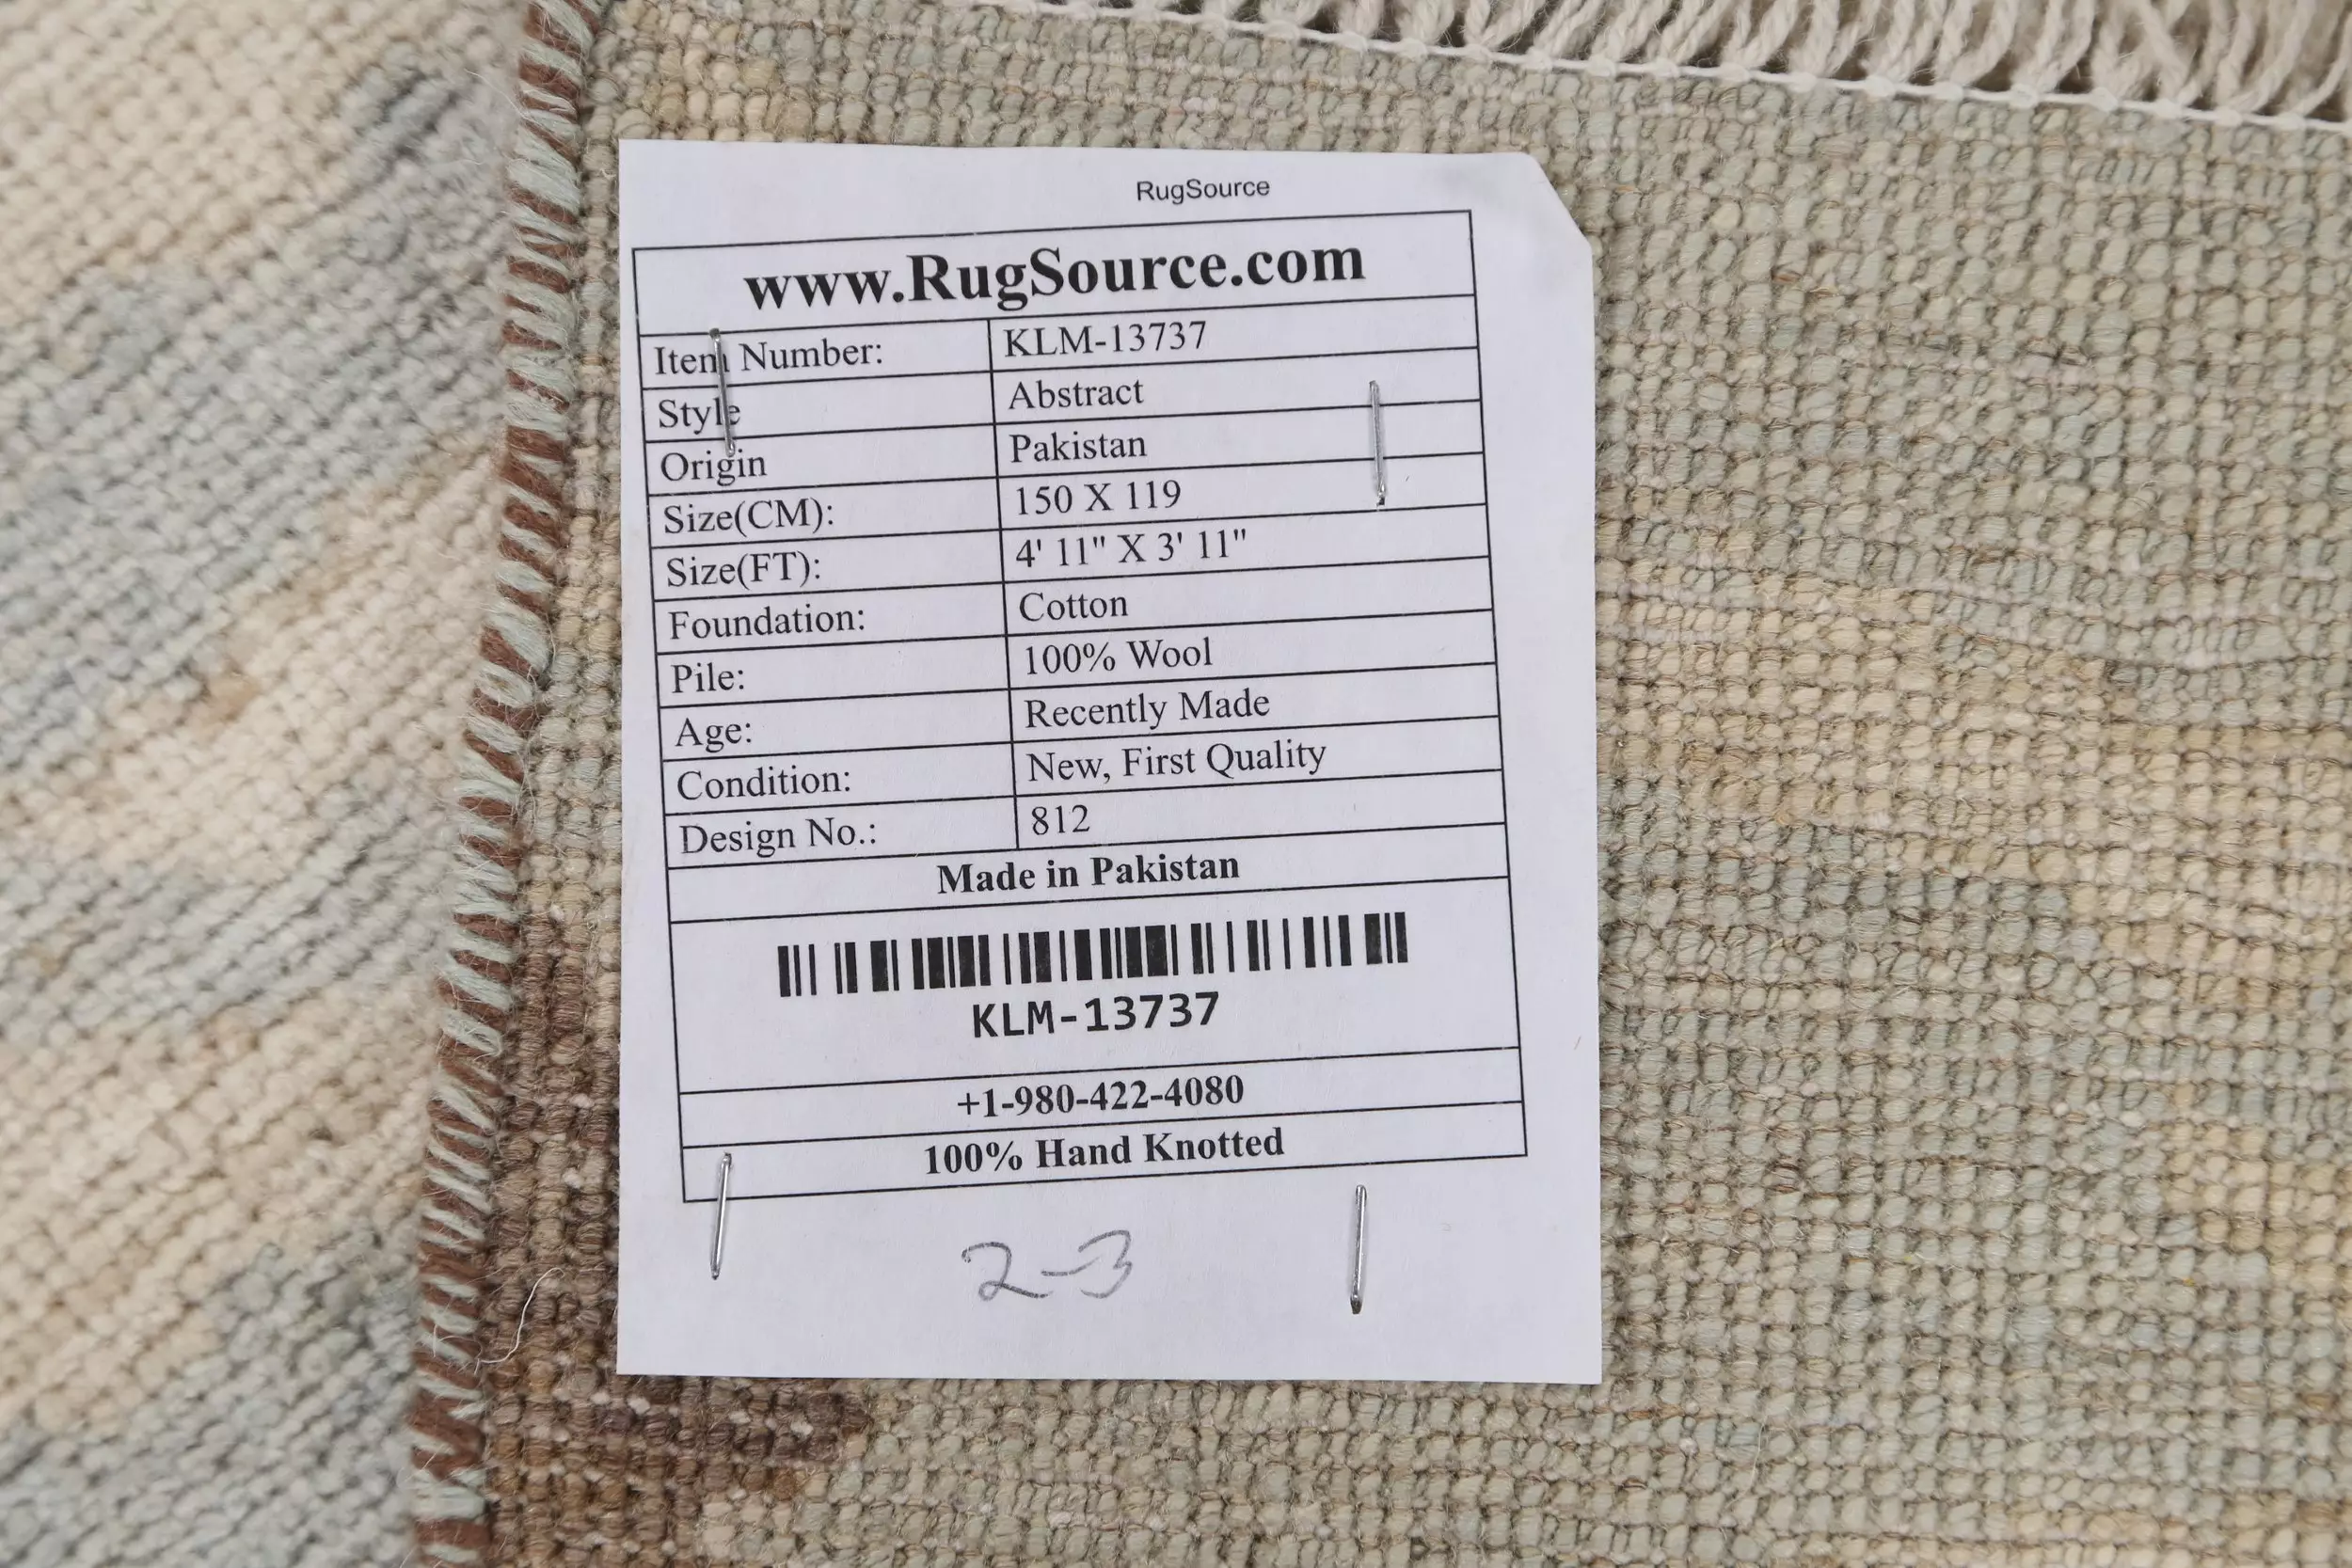 RugSource
www.RugSource.com
Item Number: KLM-13737
Style Abstract
Origin Pakistan
Size(CM): 150 X 119
Size(FT): 4' 11" X 3' 11"
Foundation: Cotton
Pile: 100% Wool
Age: Recently Made
Condition: New, First Quality
Design No.: 812
Made in Pakistan
KLM-13737
+1-980-422-4080
100% Hand Knotted
2-3